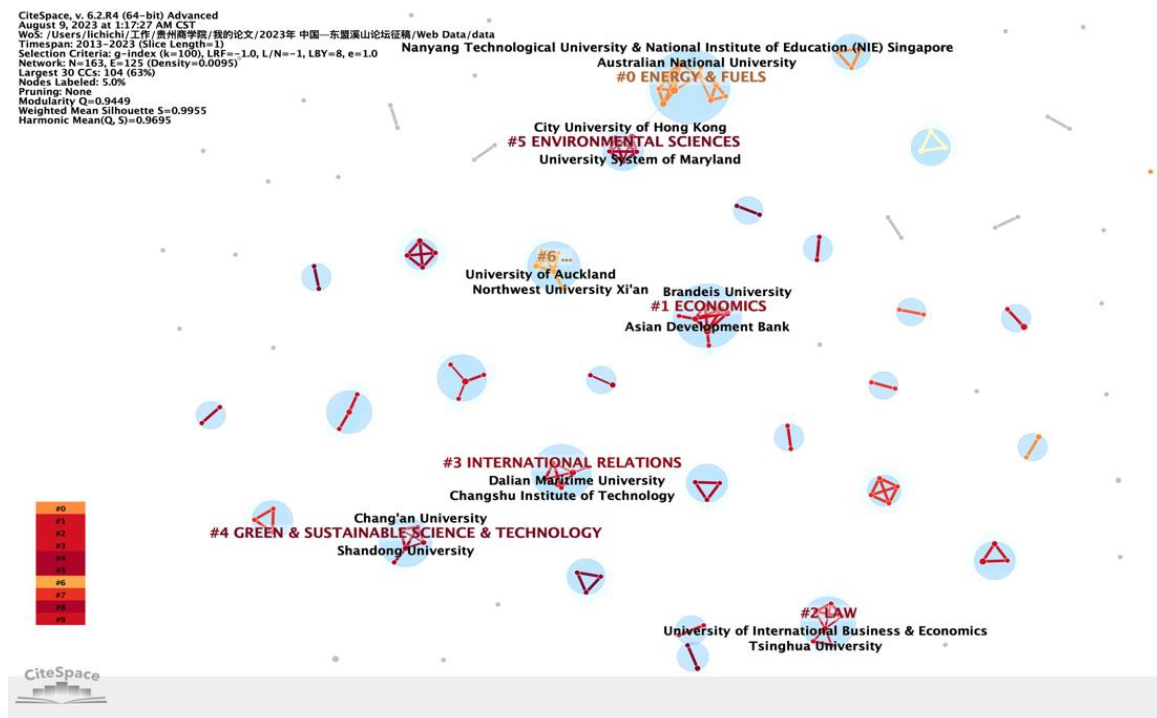 CiteSpace, v. 6.2.R4 (64-bit) Advanced
August 9, 2023 at 1:17:27 AM CST
WoS: /Users/lichichi/工作/贵州商学院/我的论文/2023年 中国—东盟溪山论坛征稿/Web Data/data
Timespan: 2013-2023 (Slice Length=1)
Selection Criteria: g-index (k=100), LRF=-1.0, L/N=-1, LBY=8, e=1.0
Network: N=163, E=125 (Density=0.0095)
Largest 30 CCs: 104 (63%)
Nodes Labeled: 5.0%
Pruning: None
Modularity Q=0.9449
Weighted Mean Silhouette S=0.9955
Harmonic Mean(Q, S)=0.9695
Nanyang Technological University & National Institute of Education (NIE) Singapore
Australian National University
#0 ENERGY & FUELS
City University of Hong Kong
#5 ENVIRONMENTAL SCIENCES
University System of Maryland
#6 ...
University of Auckland
Northwest University Xi'an
Brandeis University
#1 ECONOMICS
Asian Development Bank
#3 INTERNATIONAL RELATIONS
Dalian Maritime University
Changshu Institute of Technology
Chang'an University
#4 GREEN & SUSTAINABLE SCIENCE & TECHNOLOGY
Shandong University
#2 LAW
University of International Business & Economics
Tsinghua University
#0
#1
#2
#3
#4
#5
#6
#7
#8
#9
CiteSpace